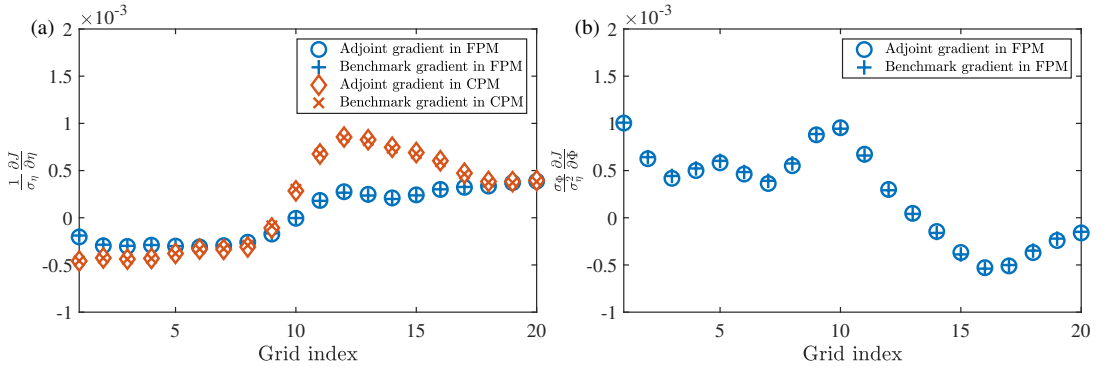 (a)
×10⁻³
2
1.5
1
0.5
0
-0.5
-1
5
10
15
20
Grid index
1/σ_η ∂J/∂η
Adjoint gradient in FPM
Benchmark gradient in FPM
Adjoint gradient in CPM
Benchmark gradient in CPM
(b)
×10⁻³
2
1.5
1
0.5
0
-0.5
-1
5
10
15
20
Grid index
σ_Φ/σ_η² ∂J/∂Φ
Adjoint gradient in FPM
Benchmark gradient in FPM